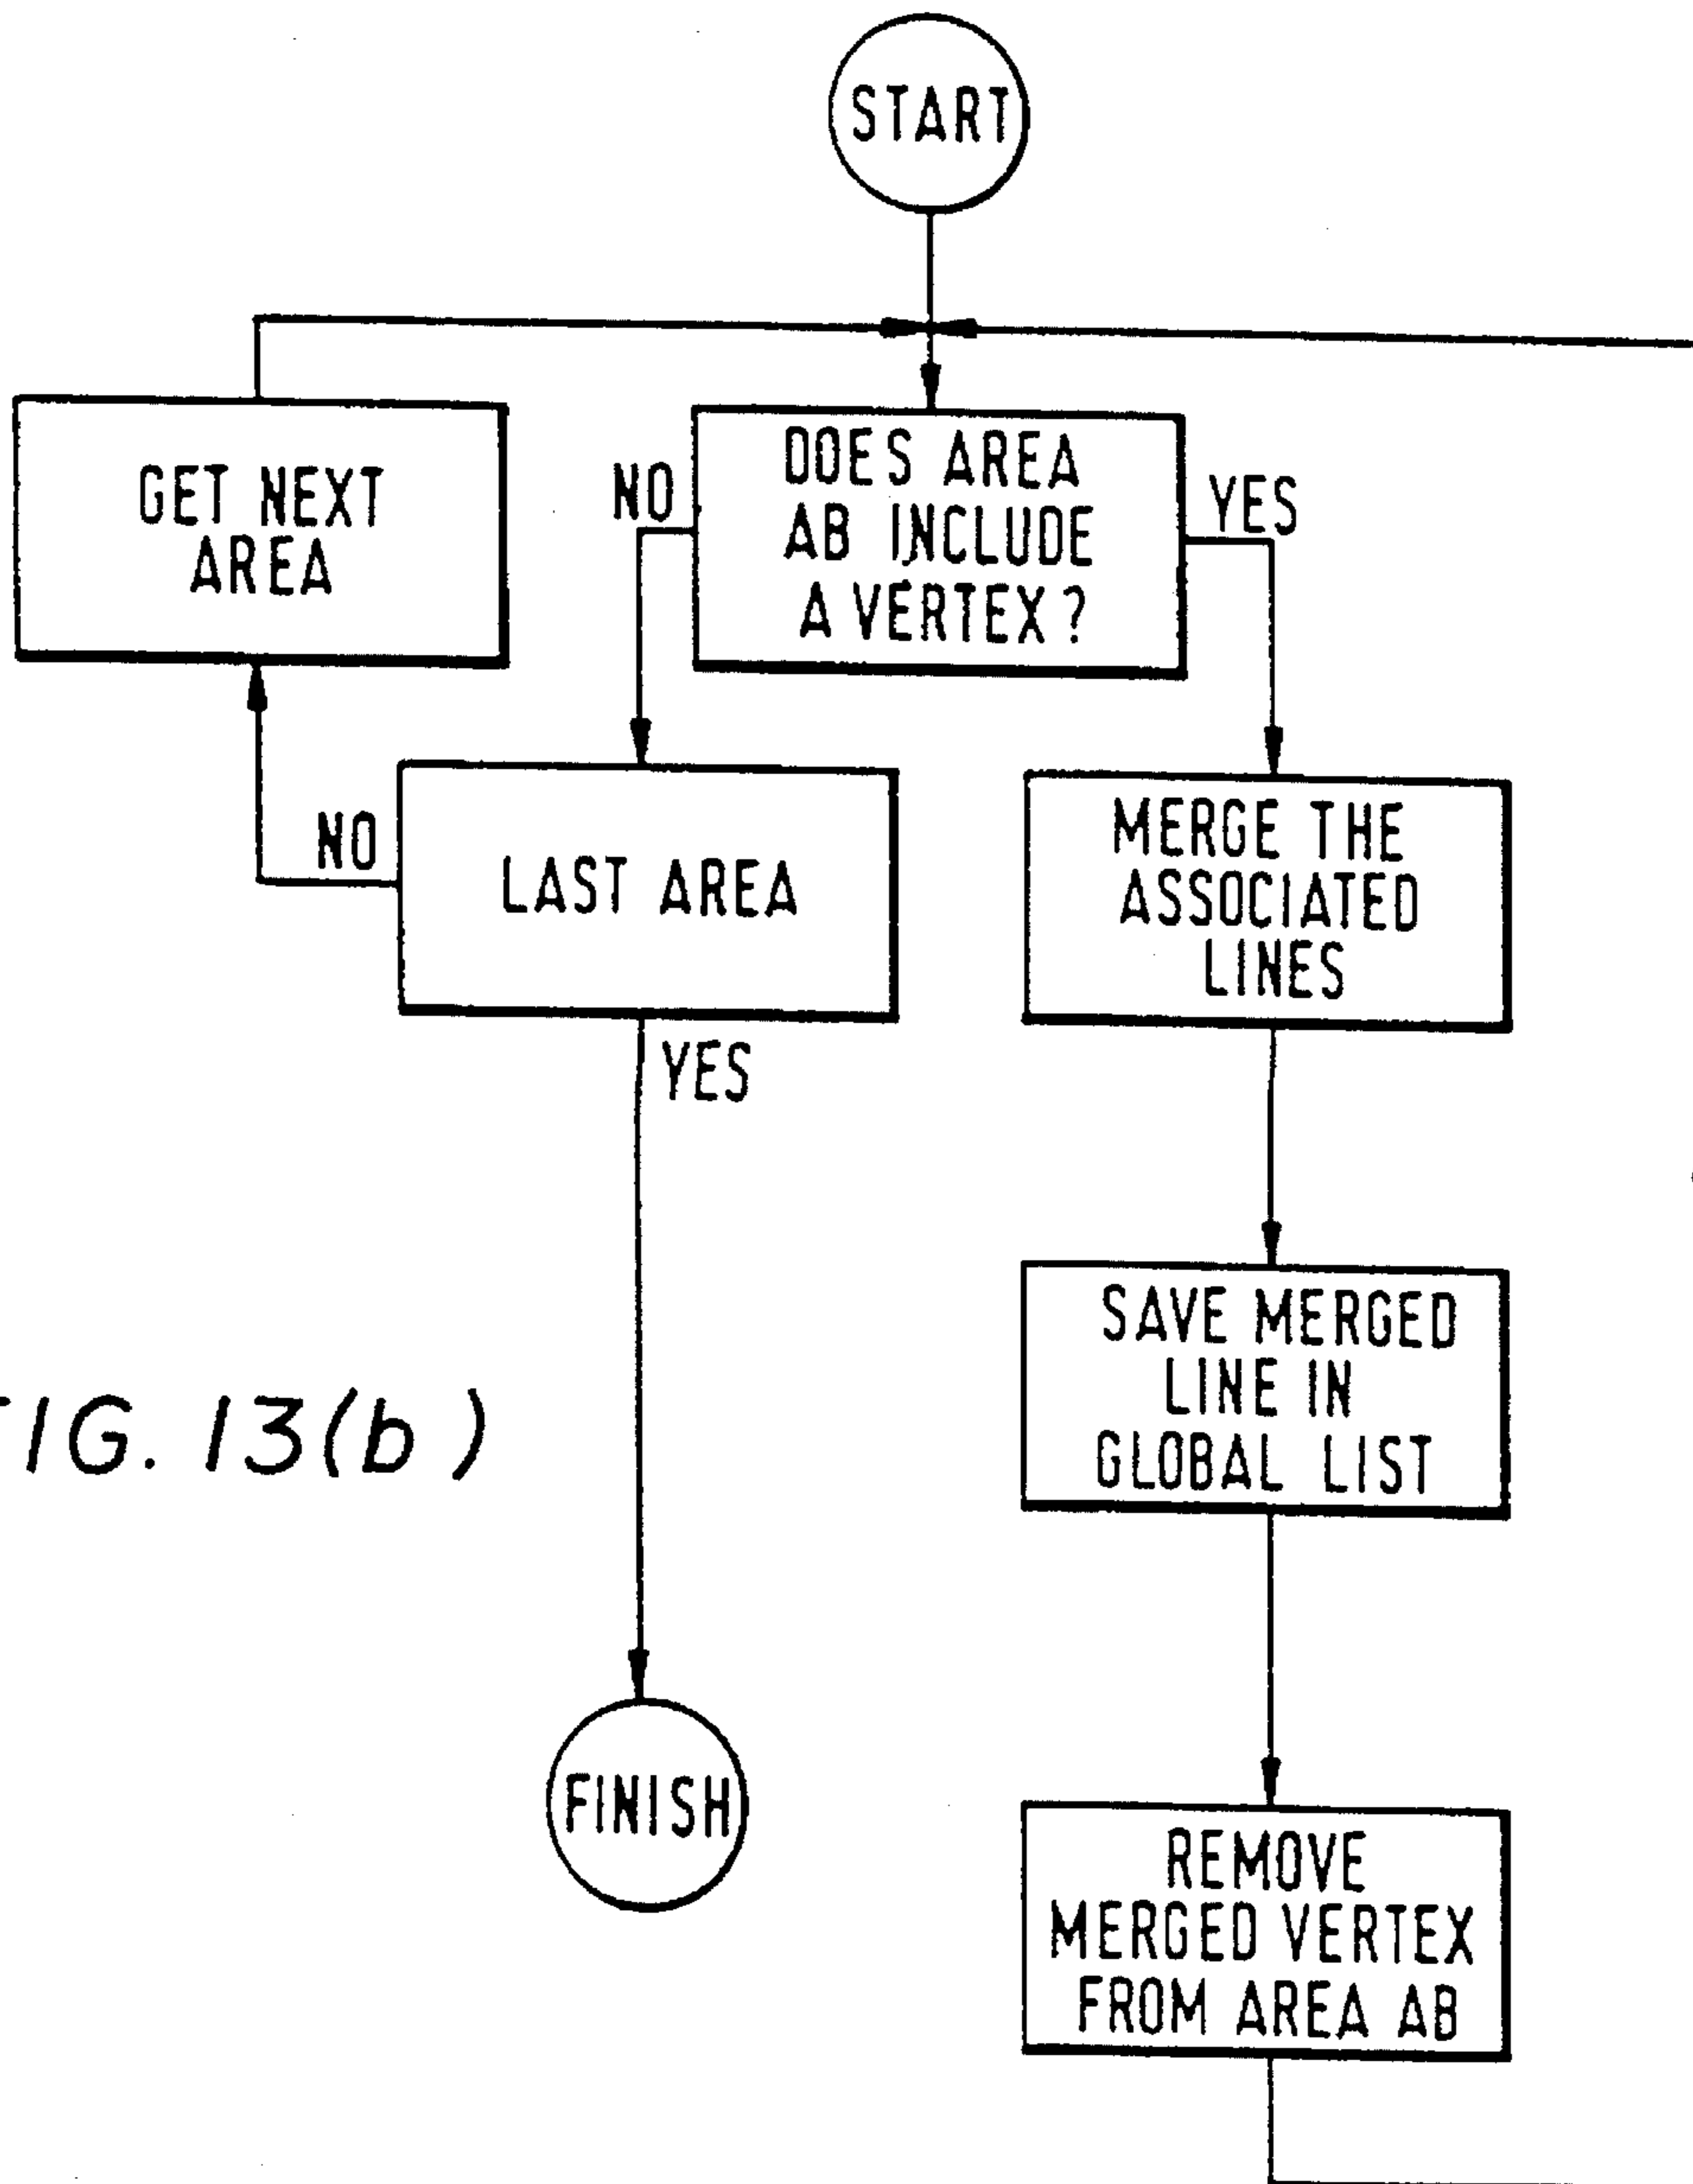 START
GET NEXT
AREA
NO
DOES AREA
AB INCLUDE
A VERTEX?
YES
NO
LAST AREA
YES
MERGE THE
ASSOCIATED
LINES
SAVE MERGED
LINE IN
GLOBAL LIST
FIG. 13(b)
FINISH
REMOVE
MERGED VERTEX
FROM AREA AB